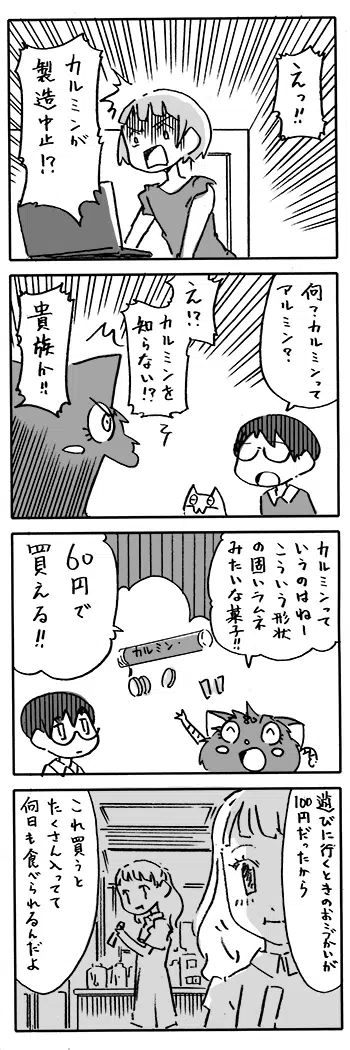 えっ!!
カルミンが
製造中止!?
何?カルミンって
アルミン?
え!?
カルミンを
知らない!?
貴族か!!
カルミンって
いうのはねー
こういう形状
の固いラムネ
みたいな菓子!!
カルミン・
60円で
買える!!
遊びに行くときのおこづかいが
100円だったから
これ買うと
たくさん入ってて
何日も食べられるんだよ